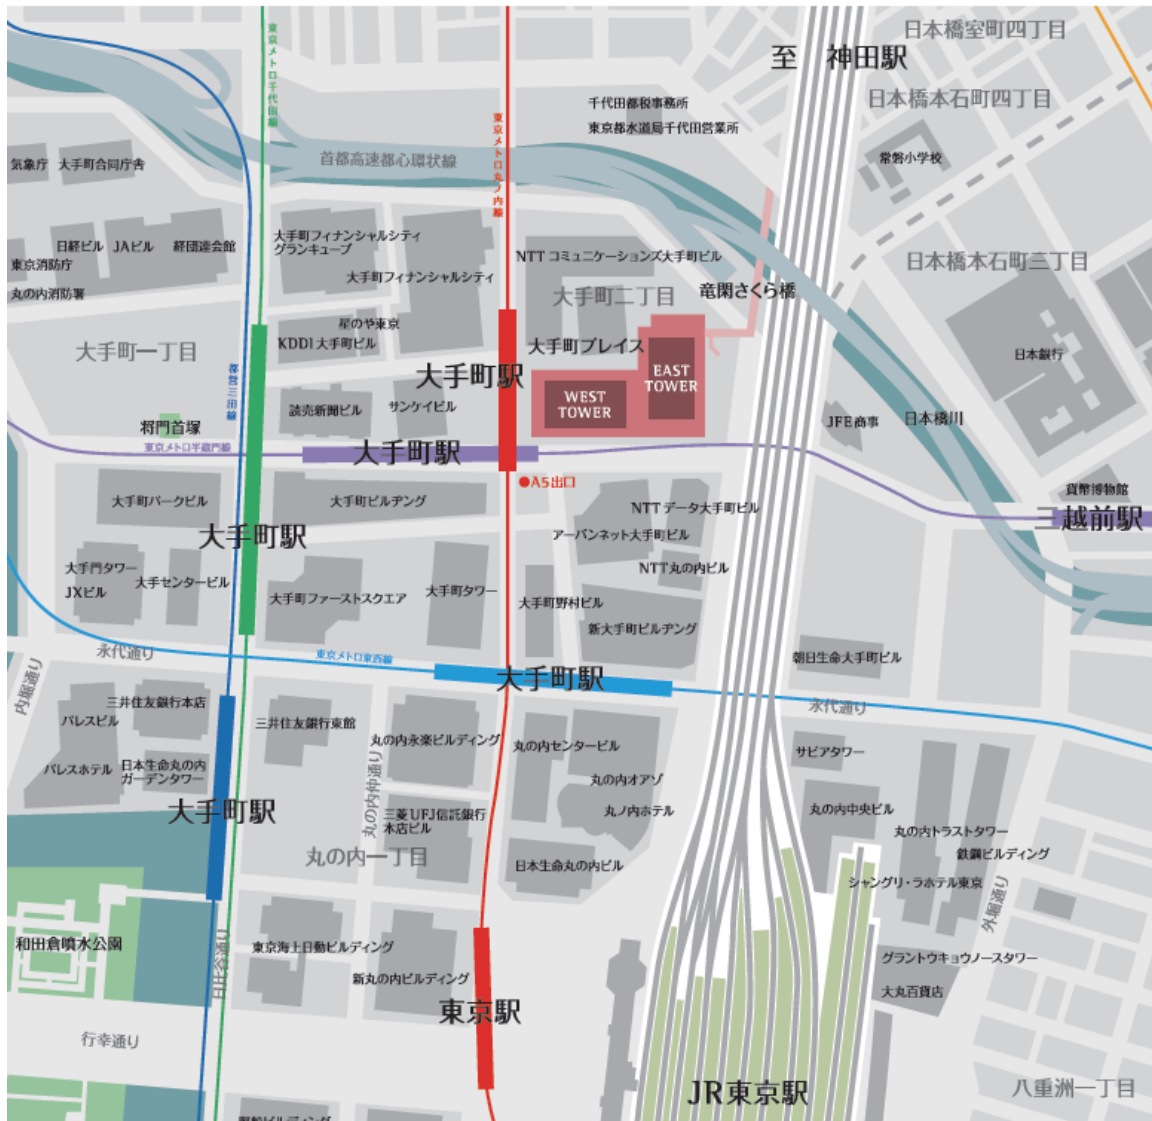 日本橋室町四丁目
至 神田駅
日本橋本石町四丁目
東京メトロ千代田線
千代田都税事務所
東京都水道局千代田営業所
東京メトロ丸ノ内線
首都高速都心環状線
常磐小学校
気象庁
大手町合同庁舎
日経ビル
JAビル
経団連会館
東京消防庁
丸の内消防署
大手町フィナンシャルシティ
グランキューブ
大手町フィナンシャルシティ
NTTコミュニケーションズ大手町ビル
大手町二丁目
竜閑さくら橋
日本橋本石町三丁目
星のや東京
KDDI大手町ビル
大手町一丁目
大手町プレイス
日本銀行
大手町駅
EAST
TOWER
WEST
TOWER
都営三田線
読売新聞ビル
サンケイビル
将門首塚
JFE商事
日本橋川
東京メトロ半蔵門線
大手町駅
●A5出口
貨幣博物館
三越前駅
大手町パークビル
大手町ビルヂング
NTTデータ大手町ビル
大手町駅
アーバンネット大手町ビル
大手門タワー
JXビル
大手センタービル
NTT丸の内ビル
大手町ファーストスクエア
大手町タワー
大手町野村ビル
新大手町ビルヂング
永代通り
東京メトロ東西線
朝日生命大手町ビル
内堀通り
大手町駅
永代通り
三井住友銀行本店
パレスビル
三井住友銀行東館
丸の内永楽ビルディング
丸の内センタービル
サピアタワー
パレスホテル
日本生命丸の内
ガーデンタワー
丸の内仲通り
丸の内オアゾ
丸ノ内ホテル
丸の内中央ビル
大手町駅
三菱UFJ信託銀行
本店ビル
丸の内トラストタワー
鉄鋼ビルディング
丸の内一丁目
日本生命丸の内ビル
シャングリ・ラホテル東京
外堀通り
和田倉噴水公園
日比谷通り
東京海上日動ビルディング
新丸の内ビルディング
グラントウキョウノースタワー
大丸百貨店
東京駅
行幸通り
JR東京駅
八重洲一丁目